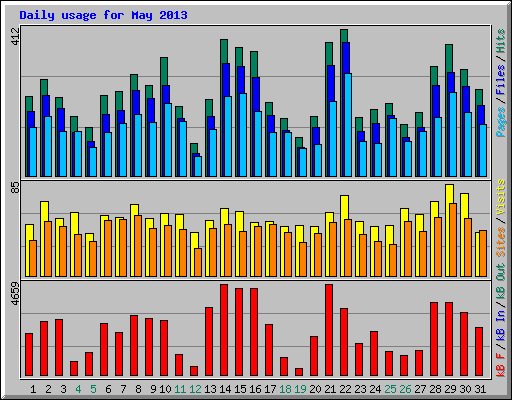 Daily usage for May 2013
412
Pages / Files / Hits
85
Sites / Visits
4659
kB F / kB In / kB Out
1 2 3 4 5 6 7 8 9 10 11 12 13 14 15 16 17 18 19 20 21 22 23 24 25 26 27 28 29 30 31